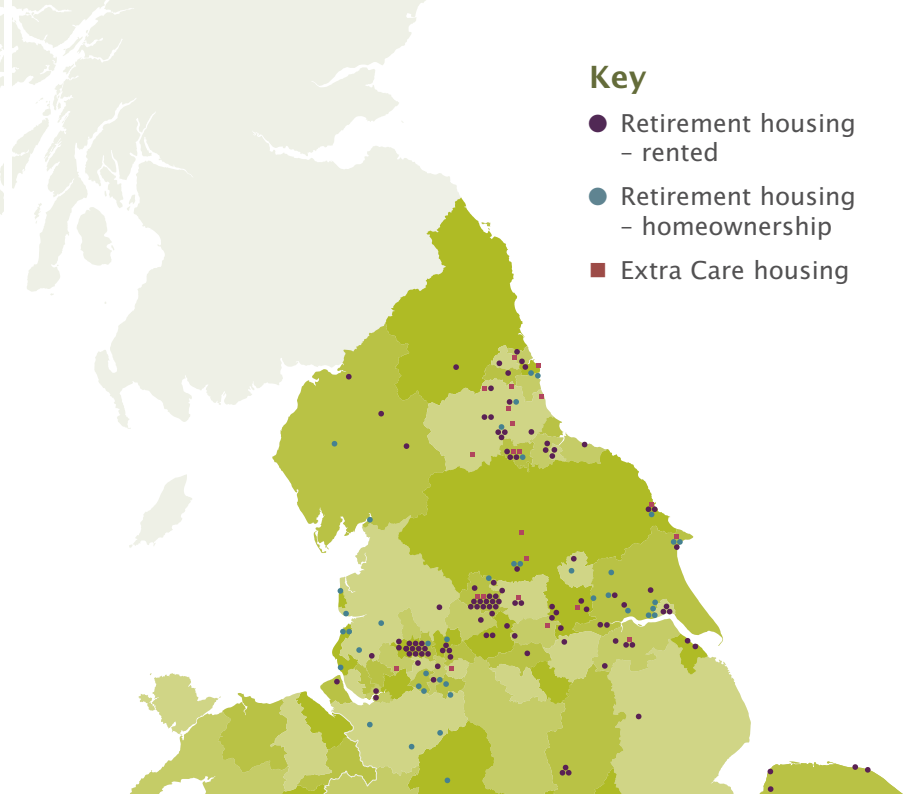 Key
Retirement housing
– rented
Retirement housing
– homeownership
Extra Care housing